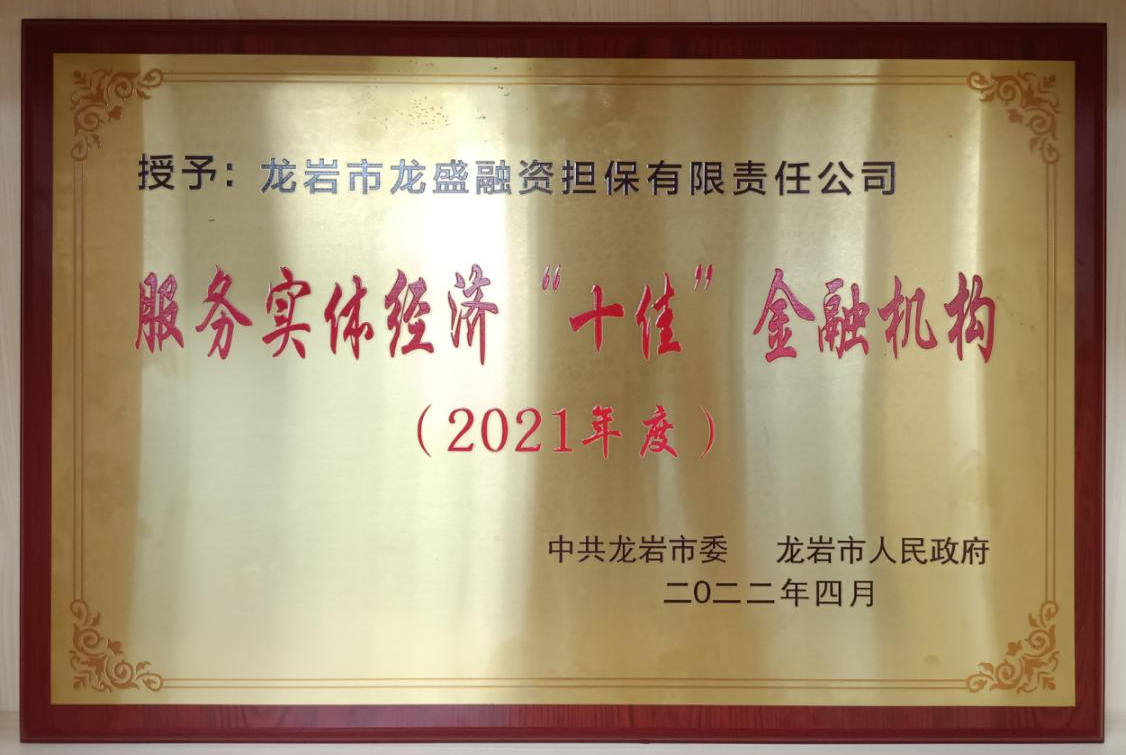 授予：龙岩市龙盛融资担保有限责任公司
服务实体经济“十佳”金融机构
（2021年度）
中共龙岩市委 龙岩市人民政府
二〇二二年四月